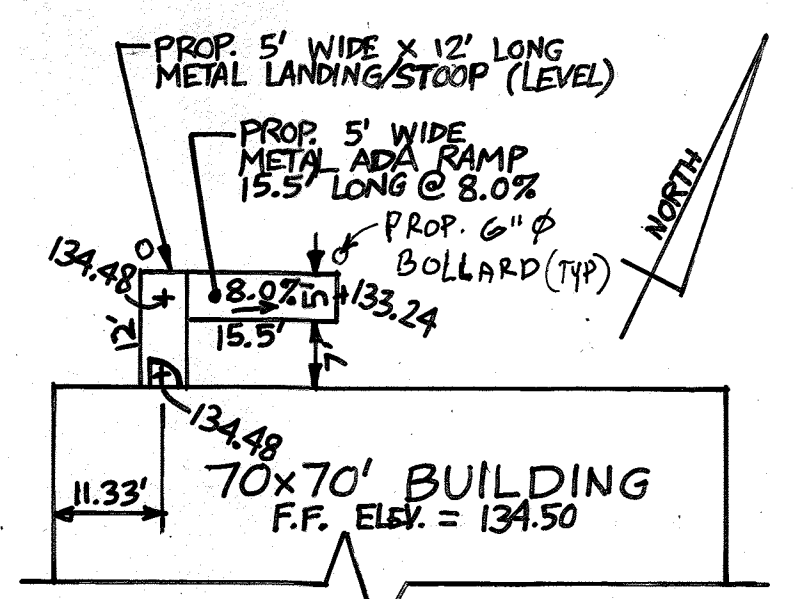 PROP. 5' WIDE x 12' LONG
METAL LANDING/STOOP (LEVEL)
PROP. 5' WIDE
METAL ADA RAMP
15.5' LONG @ 8.0%
PROP. 6" Ø
BOLLARD (TYP)
NORTH
134.48
8.0%
5'
133.24
15.5'
12'
7'
134.48
70x70' BUILDING
11.33'
F.F. ELEV. = 134.50